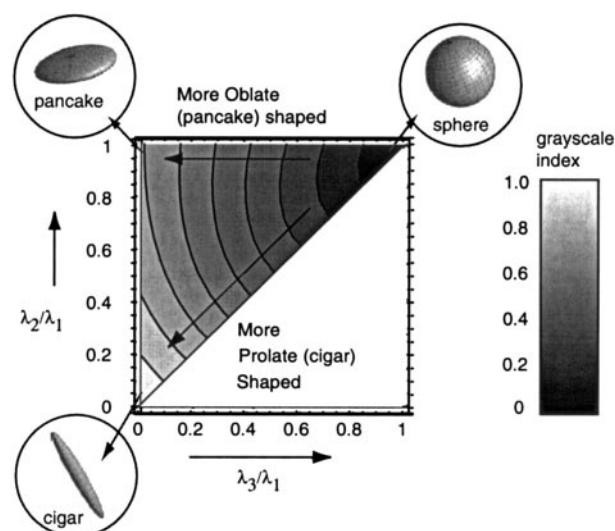 pancake
More Oblate
(pancake) shaped
sphere
grayscale
index
1
0.8
0.6
0.4
0.2
0
λ2/λ1
More
Prolate (cigar)
Shaped
0 0.2 0.4 0.6 0.8 1
λ3/λ1
cigar
1.0
0.8
0.6
0.4
0.2
0